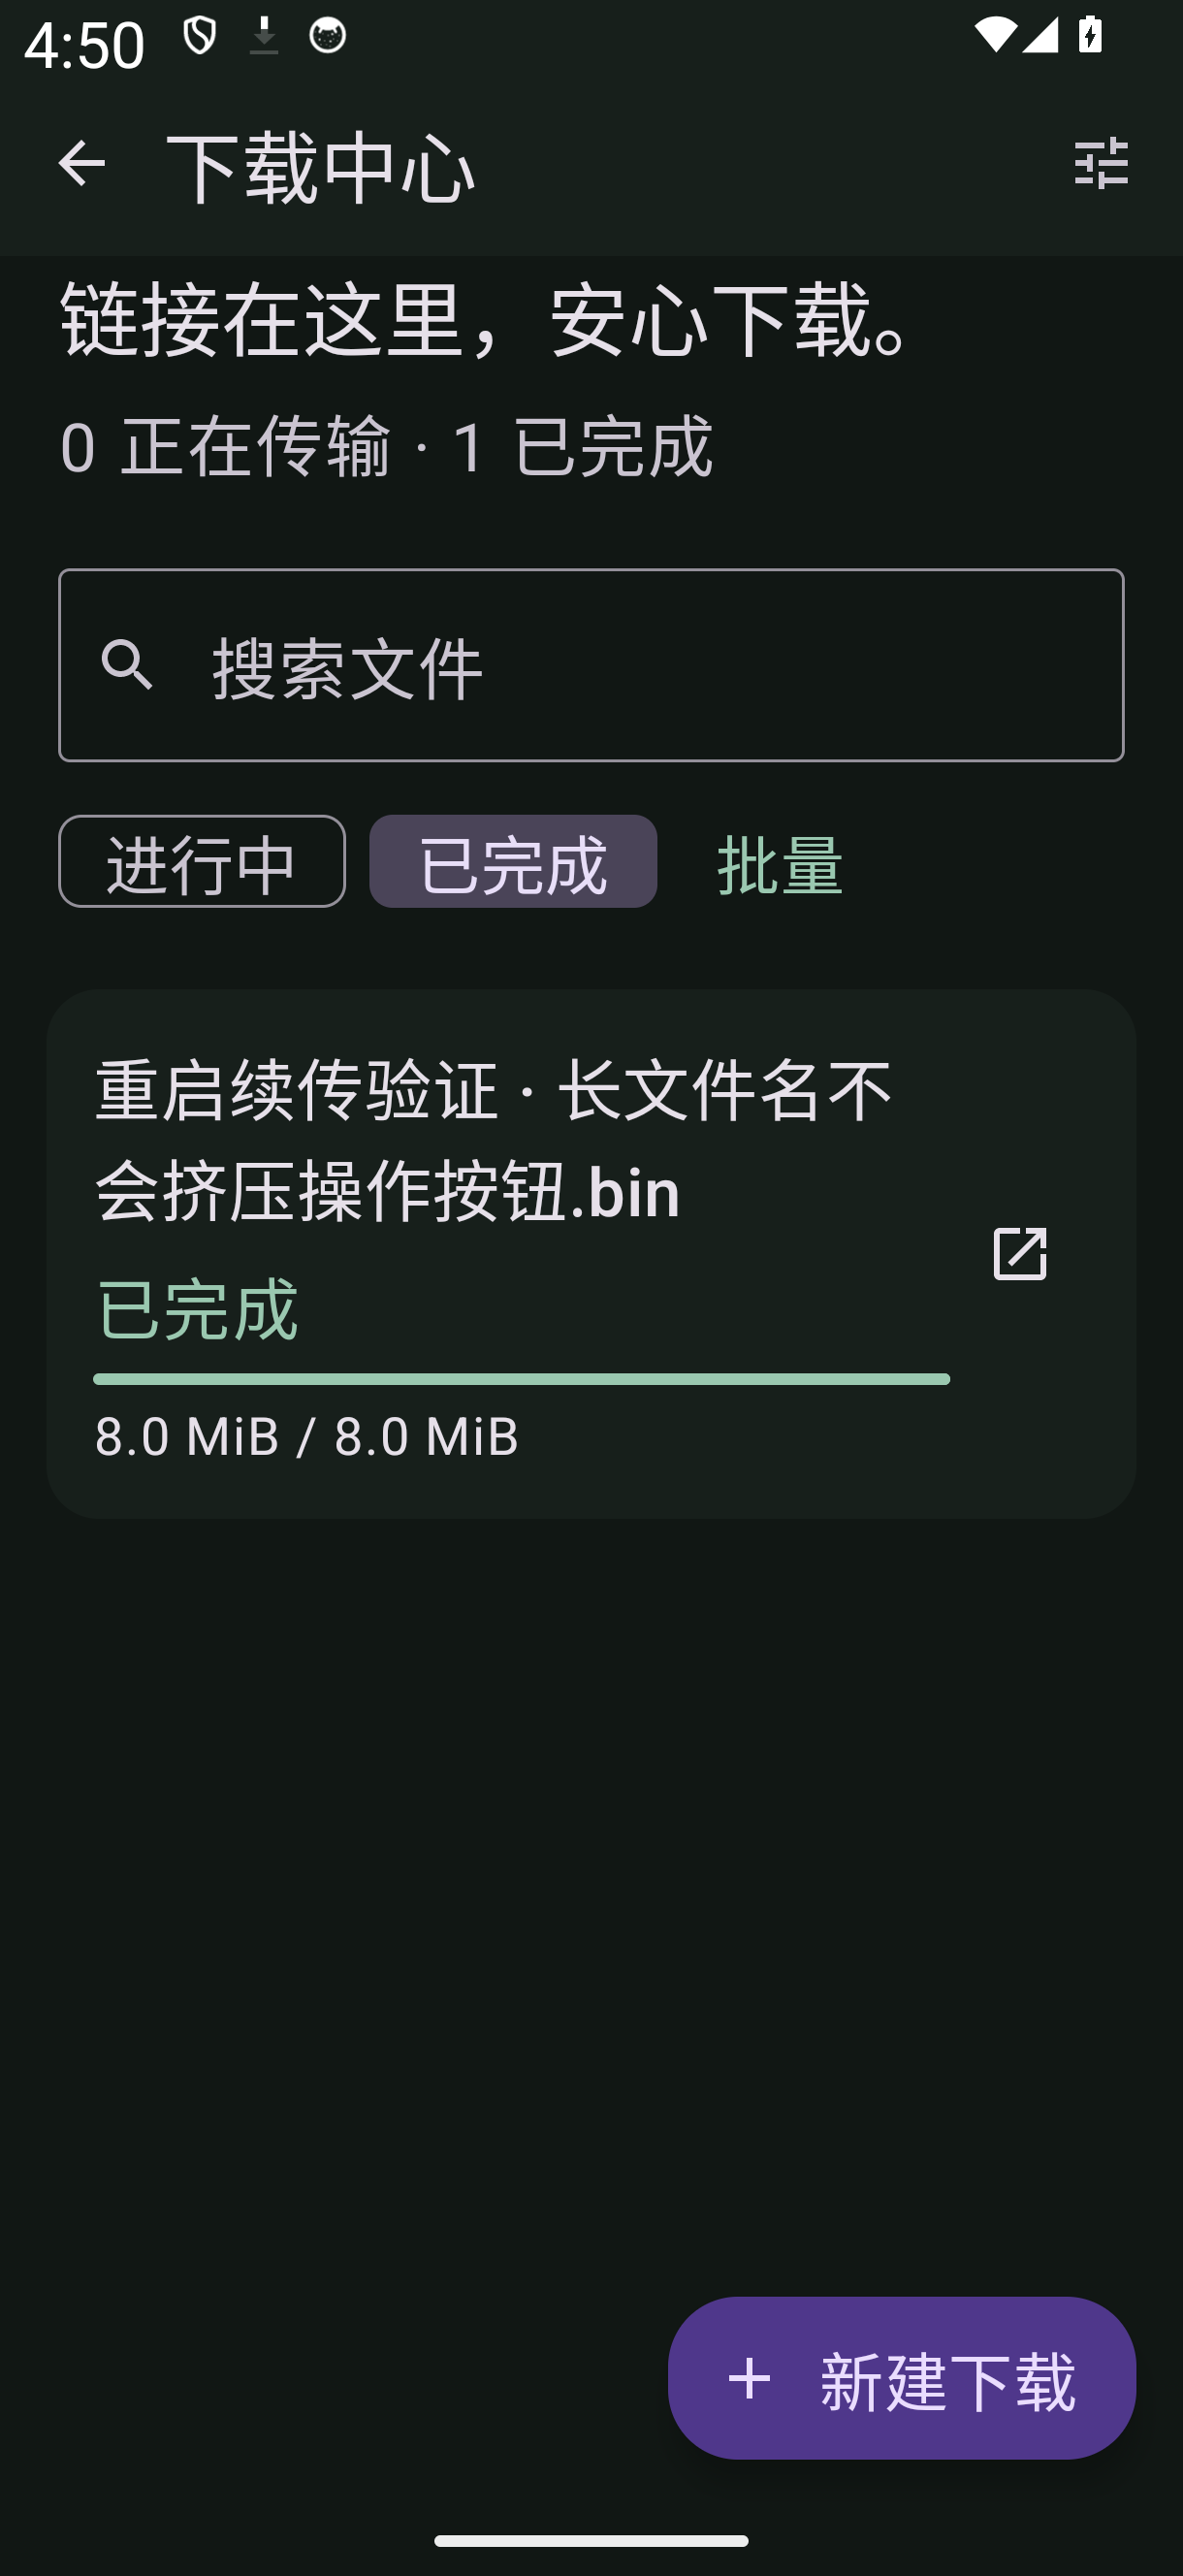 4:50
下载中心
链接在这里，安心下载。
0 正在传输 · 1 已完成
搜索文件
进行中 已完成 批量
重启续传验证 · 长文件名不
会挤压操作按钮.bin
已完成
8.0 MiB / 8.0 MiB
新建下载